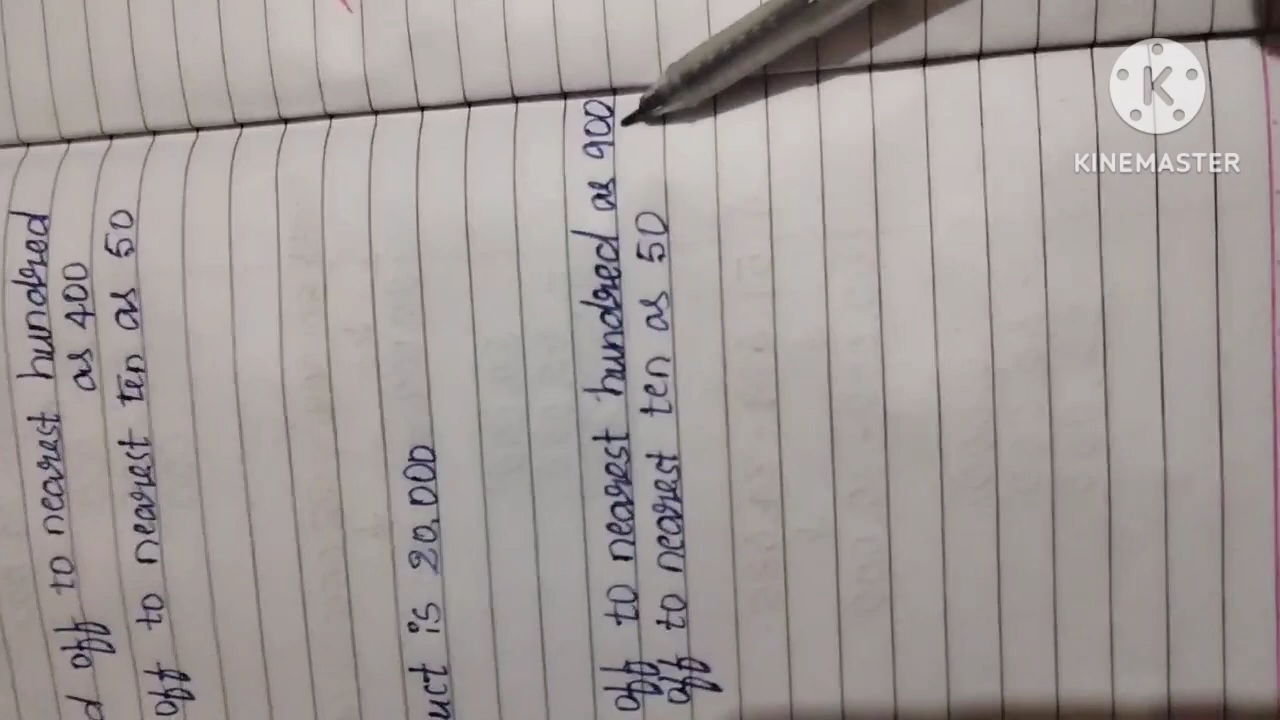 d off to nearest hundred
as 400
off to nearest ten as 50
uct is 20,000
off to nearest hundred as 900
off to nearest ten as 50
KINEMASTER